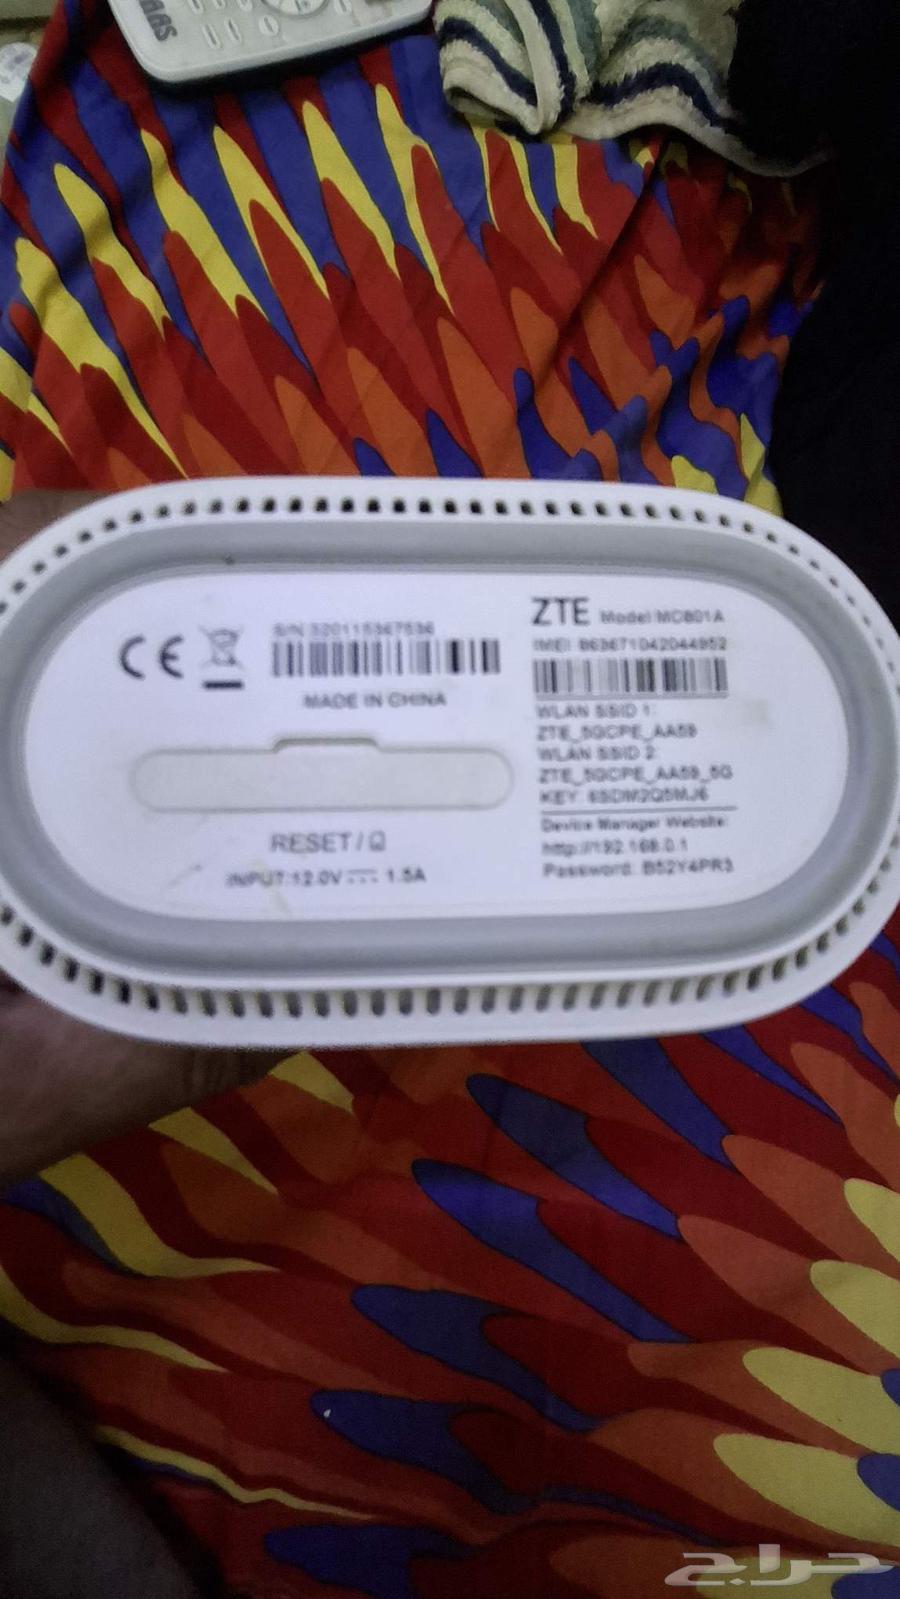 S/N:320115367536
MADE IN CHINA
RESET /
INPUT:12.0V 1.5A
ZTE Model:MC801A
IMEI: 863671042044952
WLAN SSID 1:
ZTE_5GCPE_AA59
WLAN SSID 2:
ZTE_5GCPE_AA59_5G
KEY: 6SDM2Q5MJ6
Device Manager Website:
http://192.168.0.1
Password: B52Y4PR3
حراج